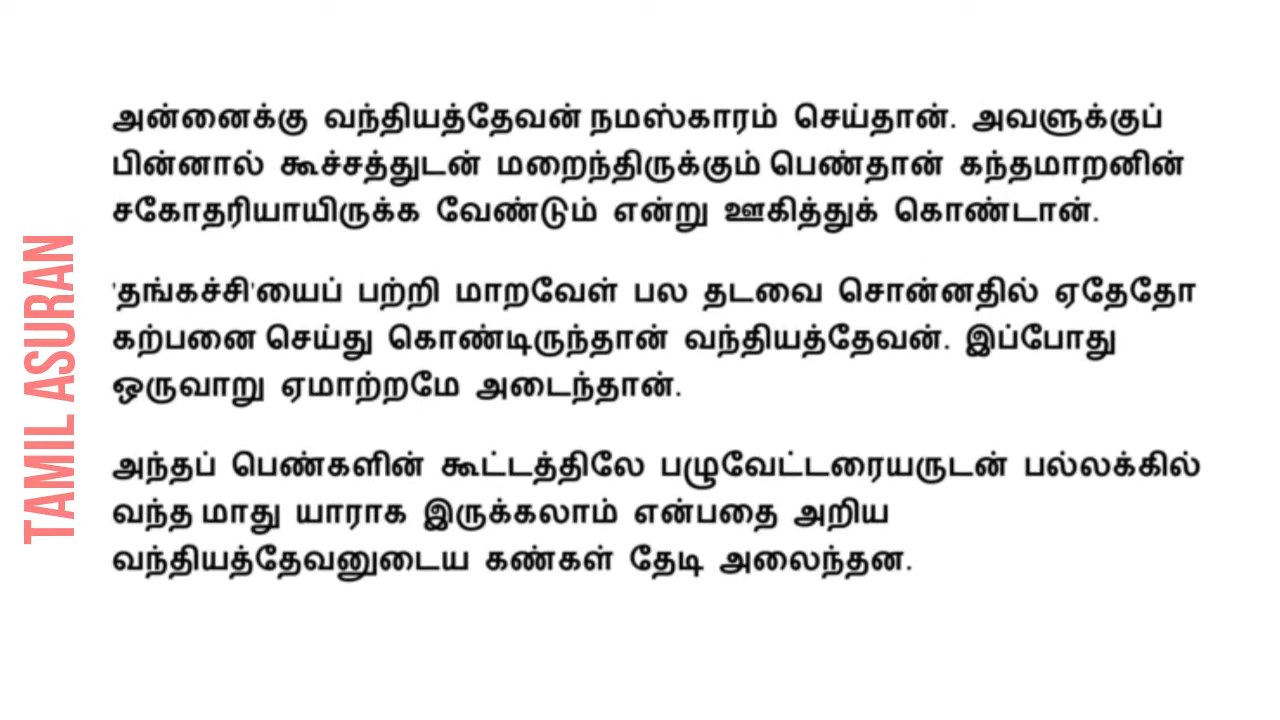 அன்னைக்கு வந்தியத்தேவன் நமஸ்காரம் செய்தான். அவளுக்குப்
பின்னால் கூச்சத்துடன் மறைந்திருக்கும் பெண்தான் கந்தமாறனின்
சகோதரியாயிருக்க வேண்டும் என்று ஊகித்துக் கொண்டான்.
'தங்கச்சி'யைப் பற்றி மாறவேள் பல தடவை சொன்னதில் ஏதேதோ
கற்பனை செய்து கொண்டிருந்தான் வந்தியத்தேவன். இப்போது
ஒருவாறு ஏமாற்றமே அடைந்தான்.
அந்தப் பெண்களின் கூட்டத்திலே பழுவேட்டரையருடன் பல்லக்கில்
வந்த மாது யாராக இருக்கலாம் என்பதை அறிய
வந்தியத்தேவனுடைய கண்கள் தேடி அலைந்தன.
TAMIL ASURAN